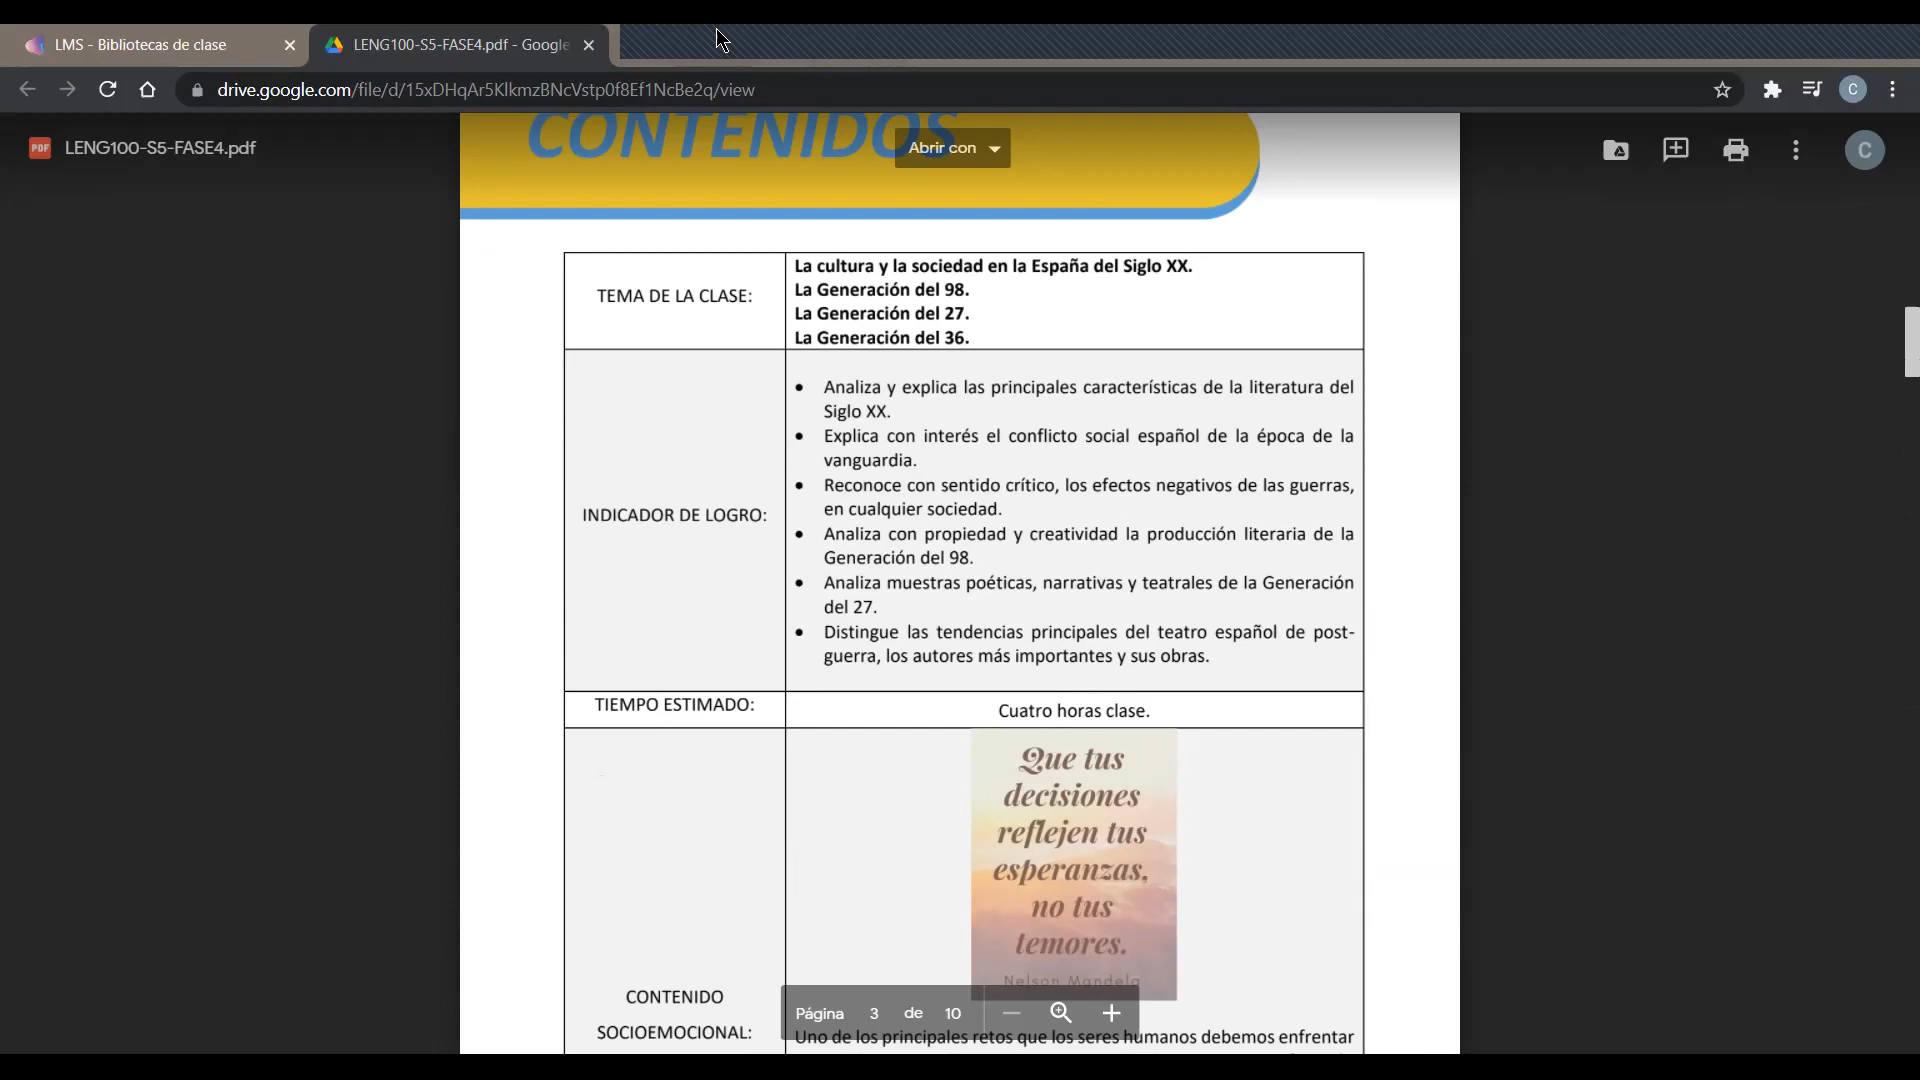 LMS - Bibliotecas de clase
LENG100-S5-FASE4.pdf - Google
drive.google.com/file/d/15xDHqAr5KlkmzBNcVstp0f8Ef1NcBe2q/view
C
PDF
LENG100-S5-FASE4.pdf
CONTENIDOS
Abrir con
C
TEMA DE LA CLASE:
La cultura y la sociedad en la España del Siglo XX.
La Generación del 98.
La Generación del 27.
La Generación del 36.
INDICADOR DE LOGRO:
• Analiza y explica las principales características de la literatura del
Siglo XX.
• Explica con interés el conflicto social español de la época de la
vanguardia.
• Reconoce con sentido crítico, los efectos negativos de las guerras,
en cualquier sociedad.
• Analiza con propiedad y creatividad la producción literaria de la
Generación del 98.
• Analiza muestras poéticas, narrativas y teatrales de la Generación
del 27.
• Distingue las tendencias principales del teatro español de post-
guerra, los autores más importantes y sus obras.
TIEMPO ESTIMADO:
Cuatro horas clase.
Que tus
decisiones
reflejen tus
esperanzas,
no tus
temores.
Nelson Mandela
CONTENIDO
SOCIOEMOCIONAL:
Página 3 de 10
Uno de los principales retos que los seres humanos debemos enfrentar